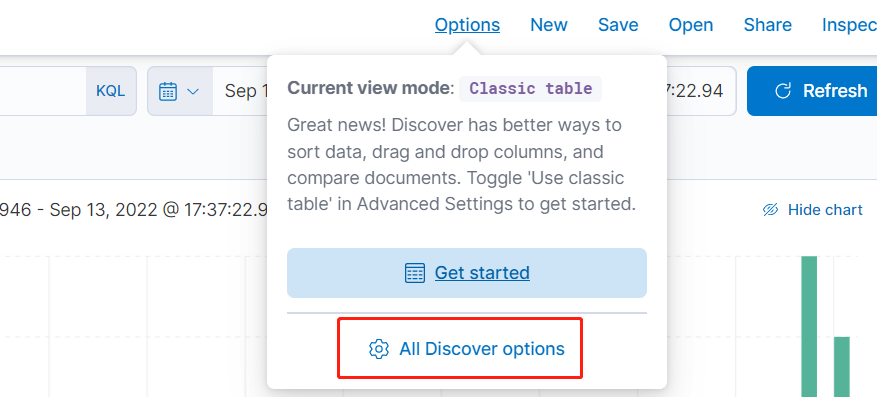 Options New Save Open Share Inspec
KQL Sep 1 7:22.94 Refresh
Current view mode: Classic table
Great news! Discover has better ways to
sort data, drag and drop columns, and
compare documents. Toggle 'Use classic
table' in Advanced Settings to get started.
946 - Sep 13, 2022 @ 17:37:22.9 Hide chart
Get started
All Discover options